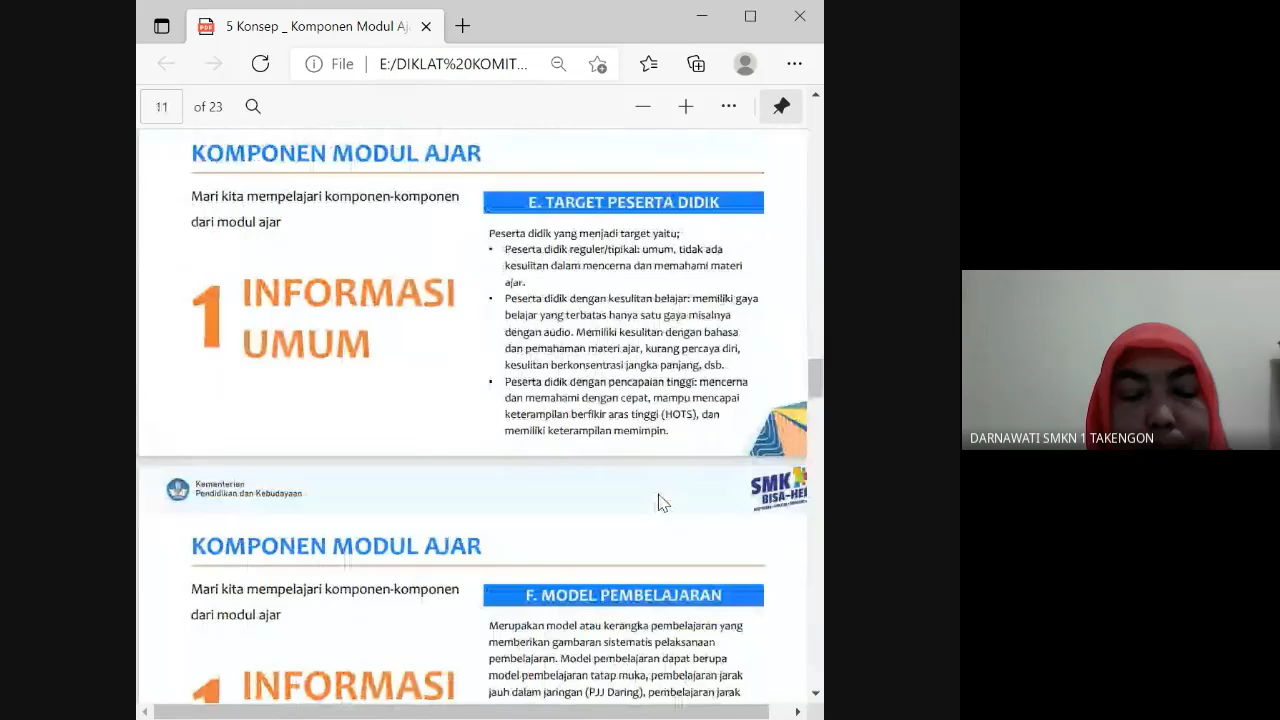 5 Konsep _ Komponen Modul Aj
File
E:/DIKLAT%20KOMIT...
11
of 23
KOMPONEN MODUL AJAR
Mari kita mempelajari komponen-komponen
dari modul ajar
1 INFORMASI
UMUM
E. TARGET PESERTA DIDIK
Peserta didik yang menjadi target yaitu;
• Peserta didik reguler/tipikal: umum, tidak ada
kesulitan dalam mencerna dan memahami materi
ajar.
• Peserta didik dengan kesulitan belajar: memiliki gaya
belajar yang terbatas hanya satu gaya misalnya
dengan audio. Memiliki kesulitan dengan bahasa
dan pemahaman materi ajar, kurang percaya diri,
kesulitan berkonsentrasi jangka panjang, dsb.
• Peserta didik dengan pencapaian tinggi: mencerna
dan memahami dengan cepat, mampu mencapai
keterampilan berfikir aras tinggi (HOTS), dan
memiliki keterampilan memimpin.
Kementerian
Pendidikan dan Kebudayaan
SMK
BISA-HE
KOMPONEN MODUL AJAR
Mari kita mempelajari komponen-komponen
dari modul ajar
1 INFORMASI
F. MODEL PEMBELAJARAN
Merupakan model atau kerangka pembelajaran yang
memberikan gambaran sistematis pelaksanaan
pembelajaran. Model pembelajaran dapat berupa
model pembelajaran tatap muka, pembelajaran jarak
jauh dalam jaringan (PJJ Daring), pembelajaran jarak
DARNAWATI SMKN 1 TAKENGON